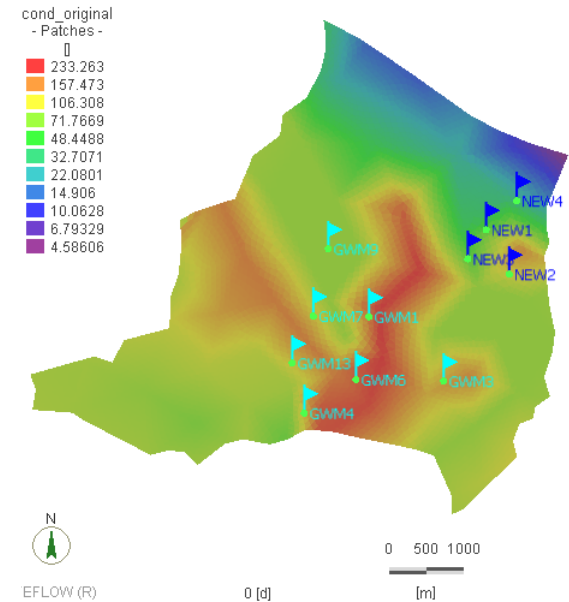 cond_original
- Patches -
[]
233.263
157.473
106.308
71.7669
48.4488
32.7071
22.0801
14.906
10.0628
6.79329
4.58606
NEW4
NEW1
GWM9
NEW3
NEW2
GWM7
GWM1
GWM13
GWM6
GWM3
GWM4
N
0 500 1000
EFLOW (R)
0 [d]
[m]